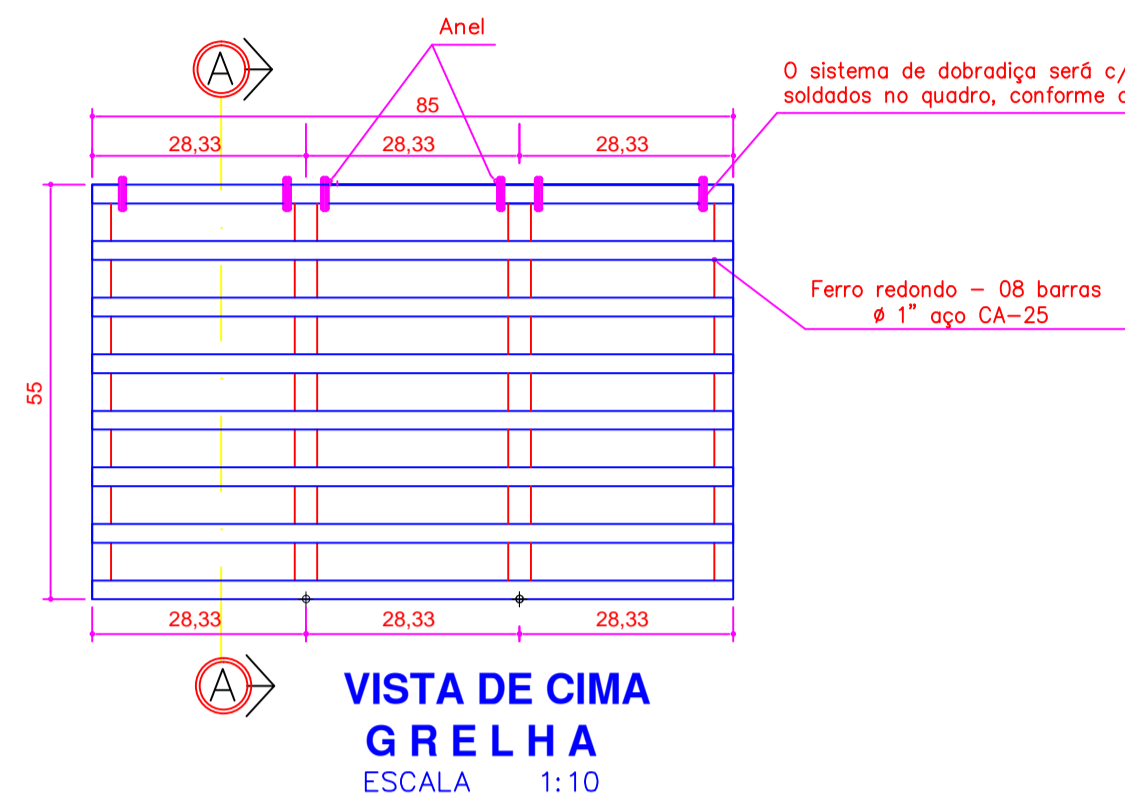 Anel
A
O sistema de dobradiça será c/
soldados no quadro, conforme
85
28,33 28,33 28,33
55
Ferro redondo – 08 barras
ø 1" aço CA–25
28,33 28,33 28,33
A
VISTA DE CIMA
G R E L H A
ESCALA 1:10